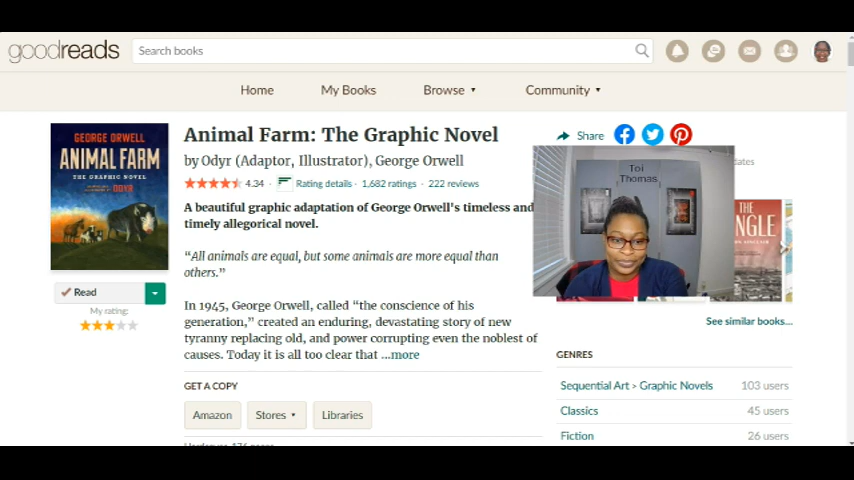 goodreads
Search books
Home
My Books
Browse
Community
GEORGE ORWELL
ANIMAL FARM
THE GRAPHIC NOVEL
ODYR
Animal Farm: The Graphic Novel
by Odyr (Adaptor, Illustrator), George Orwell
4.34 · Rating details · 1,682 ratings · 222 reviews
A beautiful graphic adaptation of George Orwell's timeless and
timely allegorical novel.
“All animals are equal, but some animals are more equal than
others.”
In 1945, George Orwell, called “the conscience of his
generation,” created an enduring, devastating story of new
tyranny replacing old, and power corrupting even the noblest of
causes. Today it is all too clear that ...more
Read
My rating:
GET A COPY
Amazon
Stores
Libraries
Share
Toi
Thomas
THE
See similar books...
GENRES
Sequential Art > Graphic Novels 103 users
Classics 45 users
Fiction 26 users